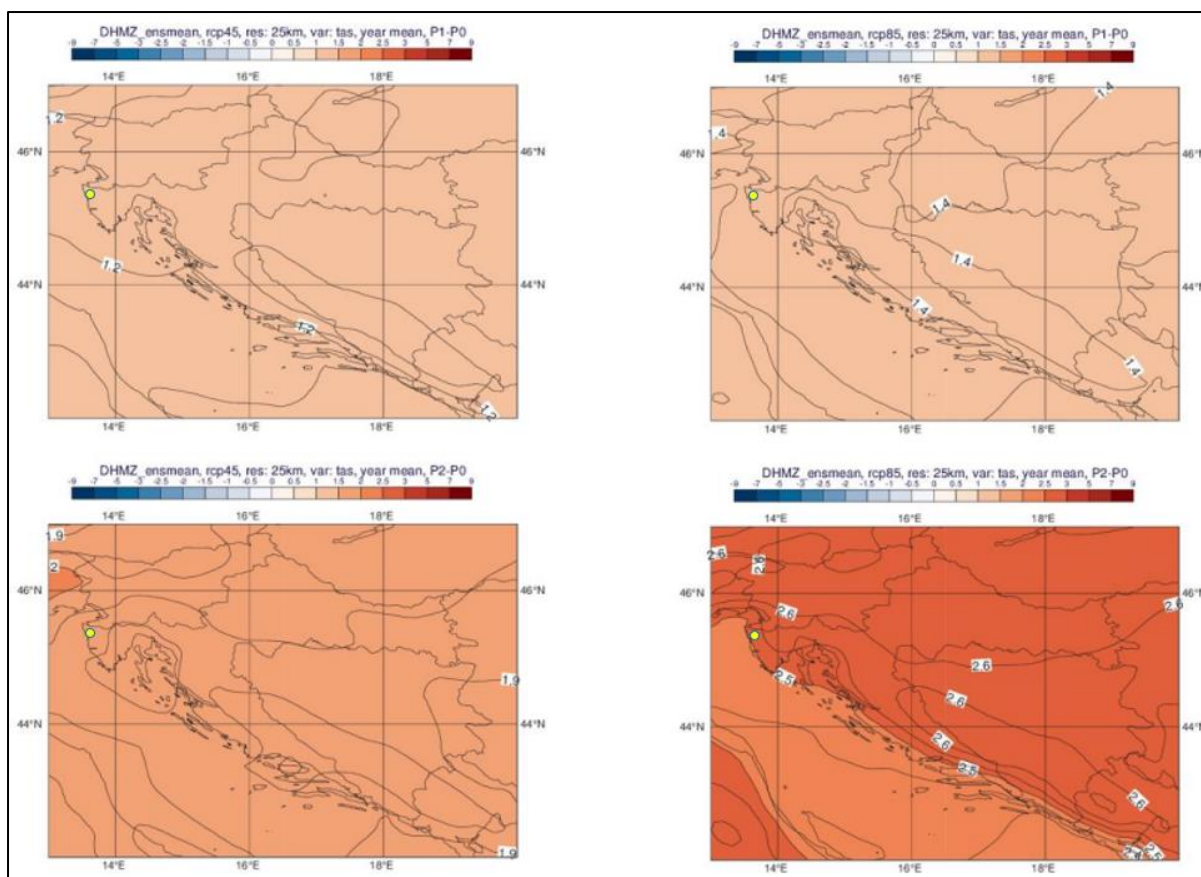 DHMZ_ensmean, rcp45, res: 25km, var: tas, year mean, P1-P0
-9 -7 -5 -3 -2.5 -2 -1.5 -1 -0.5 0 0.5 1 1.5 2 2.5 3 5 7 9
14°E 16°E 18°E
1.2
46°N
1.2
44°N
1.2
1.2
14°E 16°E 18°E
DHMZ_ensmean, rcp85, res: 25km, var: tas, year mean, P1-P0
-9 -7 -5 -3 -2.5 -2 -1.5 -1 -0.5 0 0.5 1 1.5 2 2.5 3 5 7 9
14°E 16°E 18°E
1.4
1.4
46°N 46°N
1.4
1.4
44°N 44°N
1.4
1.4
14°E 16°E 18°E
DHMZ_ensmean, rcp45, res: 25km, var: tas, year mean, P2-P0
-9 -7 -5 -3 -2.5 -2 -1.5 -1 -0.5 0 0.5 1 1.5 2 2.5 3 5 7 9
14°E 16°E 18°E
1.9
2
46°N
1.9
44°N
1.9
14°E 16°E 18°E
DHMZ_ensmean, rcp85, res: 25km, var: tas, year mean, P2-P0
-9 -7 -5 -3 -2.5 -2 -1.5 -1 -0.5 0 0.5 1 1.5 2 2.5 3 5 7 9
14°E 16°E 18°E
2.6
2.6
46°N 46°N
2.6 2.6
2.6
2.5
2.6
44°N 44°N
2.6
2.5
2.6
2.4
2.5
14°E 16°E 18°E